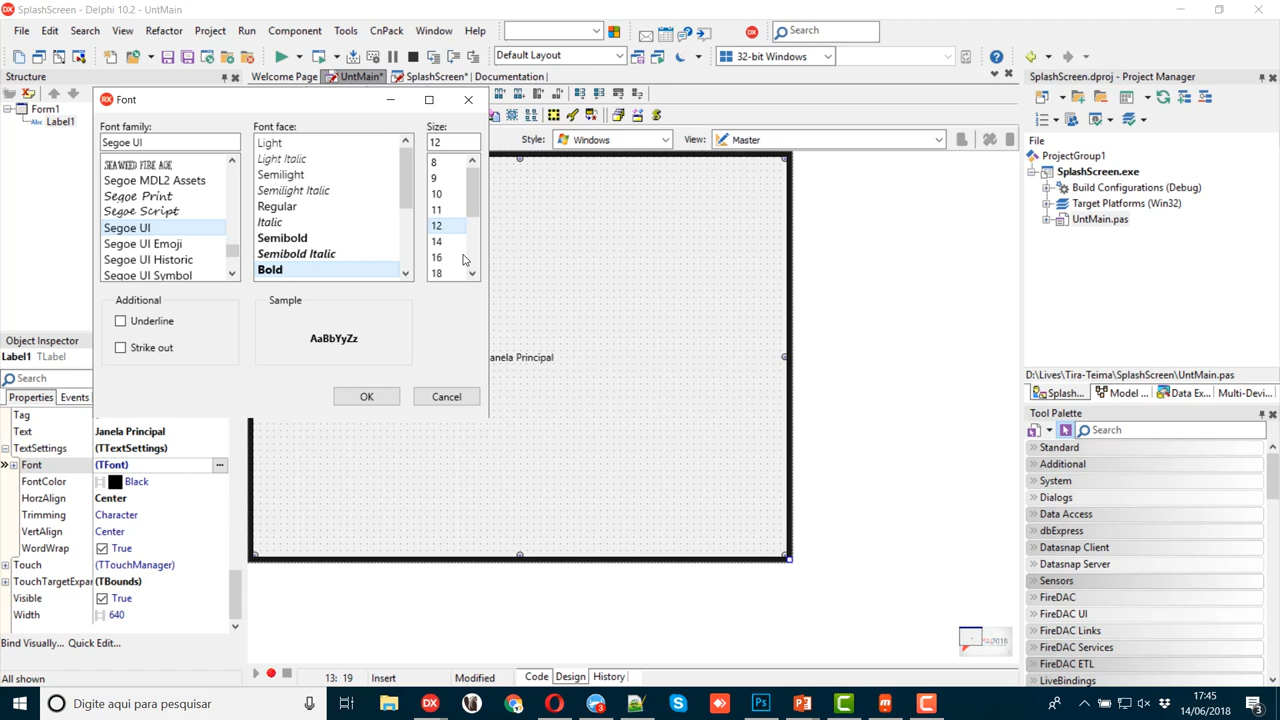 SplashScreen - Delphi 10.2 - UntMain
File Edit Search View Refactor Project Run Component Tools CnPack Window Help
Search
Default Layout
32-bit Windows
Structure
Welcome Page UntMain* SplashScreen* Documentation
SplashScreen.dproj - Project Manager
Form1
Label1
Font
Font family: Font face: Size:
Segoe UI
Light
12
SEAWEED FIRE AOE
Segoe MDL2 Assets
Segoe Print
Segoe Script
Segoe UI
Segoe UI Emoji
Segoe UI Historic
Segoe UI Symbol
Light Italic
Semilight
Semilight Italic
Regular
Italic
Semibold
Semibold Italic
Bold
8
9
10
11
12
14
16
18
Additional
Underline
Strike out
Sample
AaBbYyZz
OK Cancel
Style: Windows View: Master
anela Principal
File
ProjectGroup1
SplashScreen.exe
Build Configurations (Debug)
Target Platforms (Win32)
UntMain.pas
D:\Lives\Tira-Teima\SplashScreen\UntMain.pas
Splash... Model ... Data Ex... Multi-Devi...
Object Inspector
Label1 TLabel
Search
Properties Events
Tag
Text Janela Principal
TextSettings (TTextSettings)
Font (TFont)
FontColor Black
HorzAlign Center
Trimming Character
VertAlign Center
WordWrap True
Touch (TTouchManager)
TouchTargetExpan (TBounds)
Visible True
Width 640
Bind Visually... Quick Edit...
All shown
13: 19 Insert Modified Code Design History
Tool Palette
Search
Standard
Additional
System
Dialogs
Data Access
dbExpress
Datasnap Client
Datasnap Server
Sensors
FireDAC
FireDAC UI
FireDAC Links
FireDAC Services
FireDAC ETL
LiveBindings
Digite aqui para pesquisar
17:45
14/06/2018